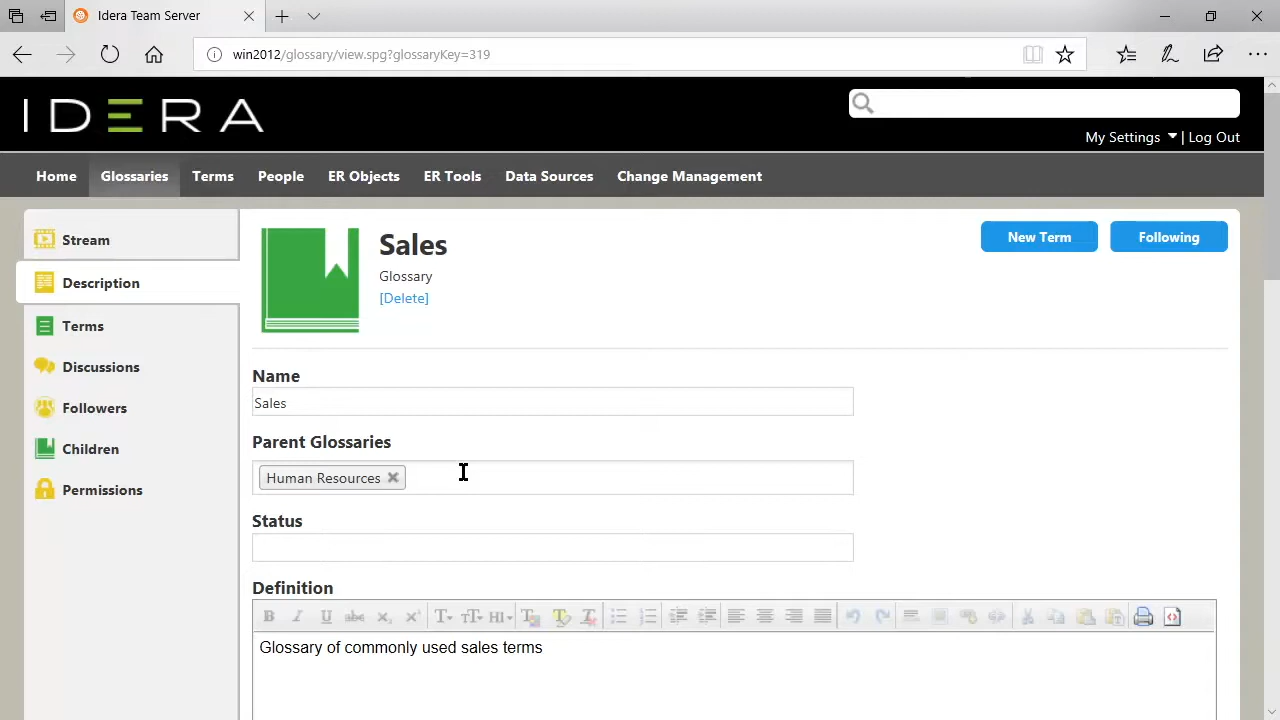 Idera Team Server
win2012/glossary/view.spg?glossaryKey=319
IDERA
My Settings | Log Out
Home Glossaries Terms People ER Objects ER Tools Data Sources Change Management
Stream
Description
Terms
Discussions
Followers
Children
Permissions
Sales
Glossary
[Delete]
New Term Following
Name
Sales
Parent Glossaries
Human Resources
Status
Definition
Glossary of commonly used sales terms